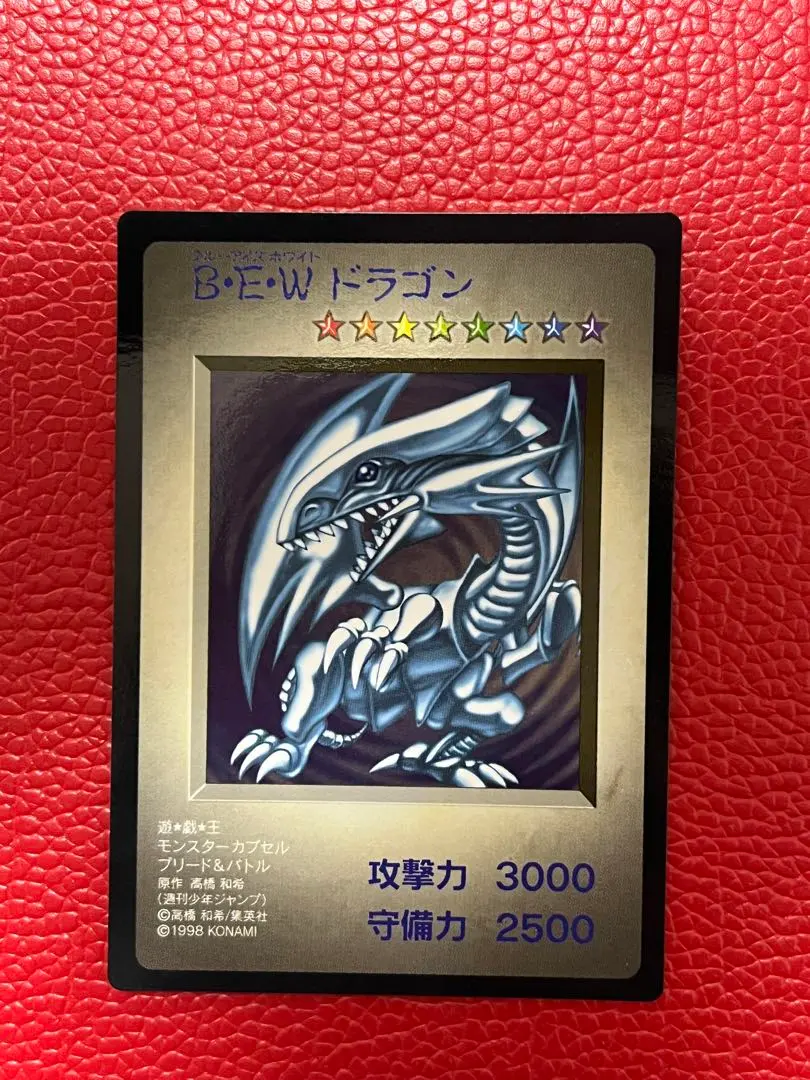 ブルーアイズ ホワイト
B・E・W ドラゴン
遊★戯★王
モンスターカプセル
ブリード&バトル
原作 高橋 和希
(週刊少年ジャンプ)
©高橋 和希/集英社
©1998 KONAMI
攻撃力 3000
守備力 2500